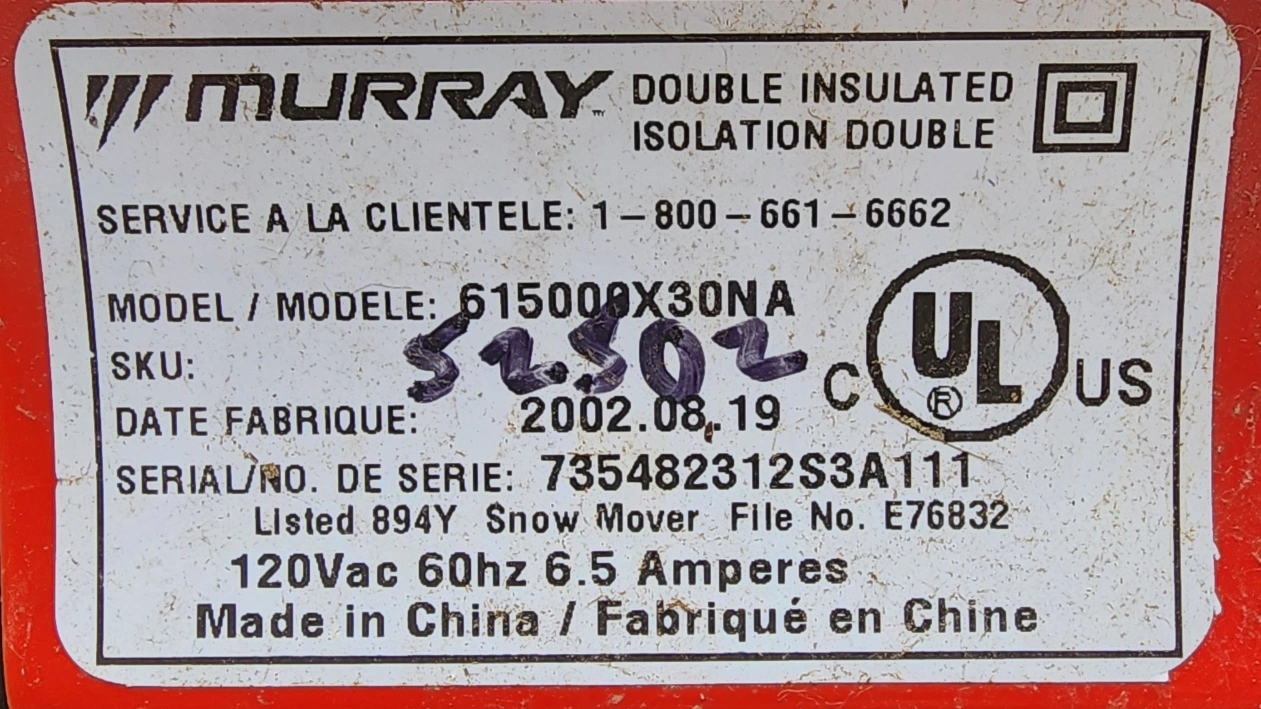 MURRAY™ DOUBLE INSULATED
ISOLATION DOUBLE
SERVICE A LA CLIENTELE: 1-800-661-6662
MODEL / MODELE: 615000X30NA
SKU: 52502
DATE FABRIQUE: 2002.08.19
SERIAL/NO. DE SERIE: 735482312S3A111
Listed 894Y Snow Mover File No. E76832
120Vac 60hz 6.5 Amperes
Made in China / Fabriqué en Chine
C UL® US